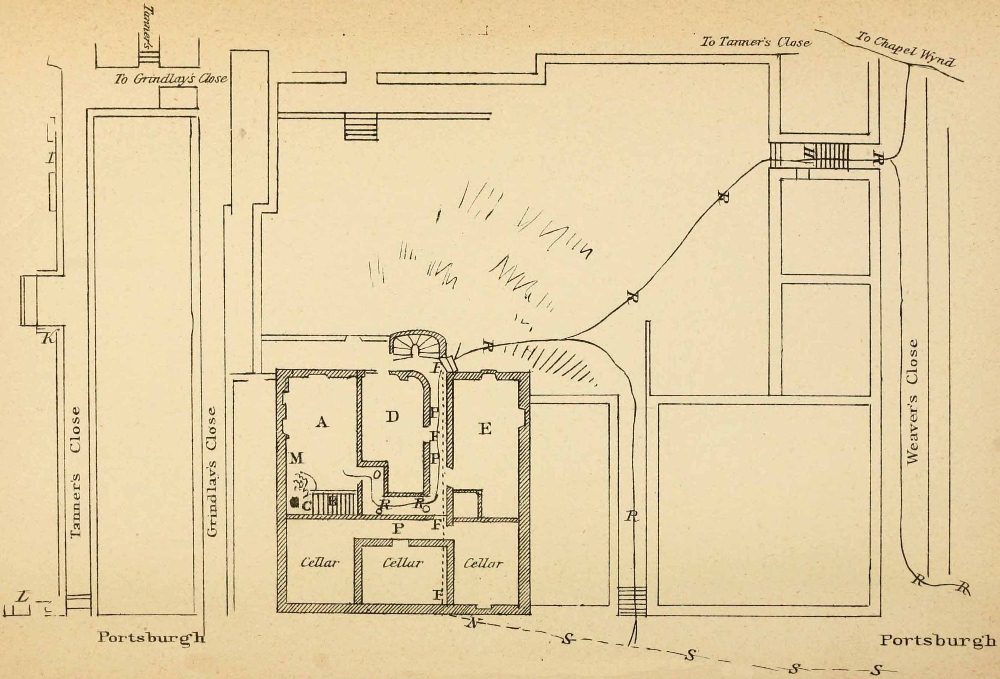 Tanner's
To Grindlay's Close
To Tanner's Close
To Chapel Wynd
I
H
R
R
R
R
K
F
A
D
P
E
F
P
M
O
C
B
R
R
P
F
R
Cellar
Cellar
Cellar
Tanner's Close
Grindlay's Close
Weaver's Close
R
R
L
F
N
S
S
S
S
Portsburgh
Portsburgh